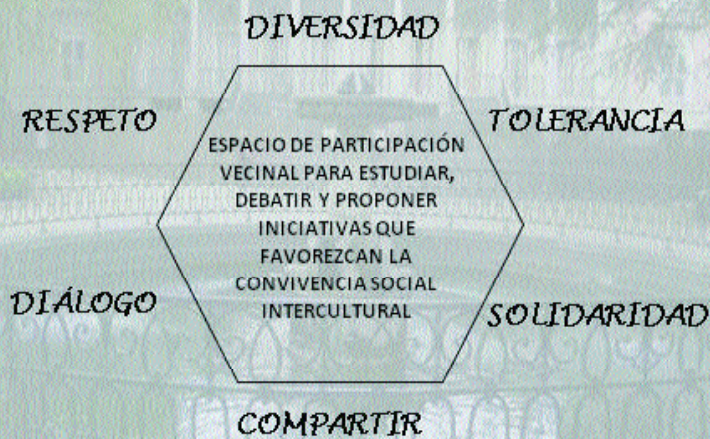 DIVERSIDAD
RESPETO
TOLERANCIA
ESPACIO DE PARTICIPACIÓN
VECINAL PARA ESTUDIAR,
DEBATIR Y PROPONER
INICIATIVAS QUE
FAVOREZCAN LA
CONVIVENCIA SOCIAL
INTERCULTURAL
DIÁLOGO
SOLIDARIDAD
COMPARTIR